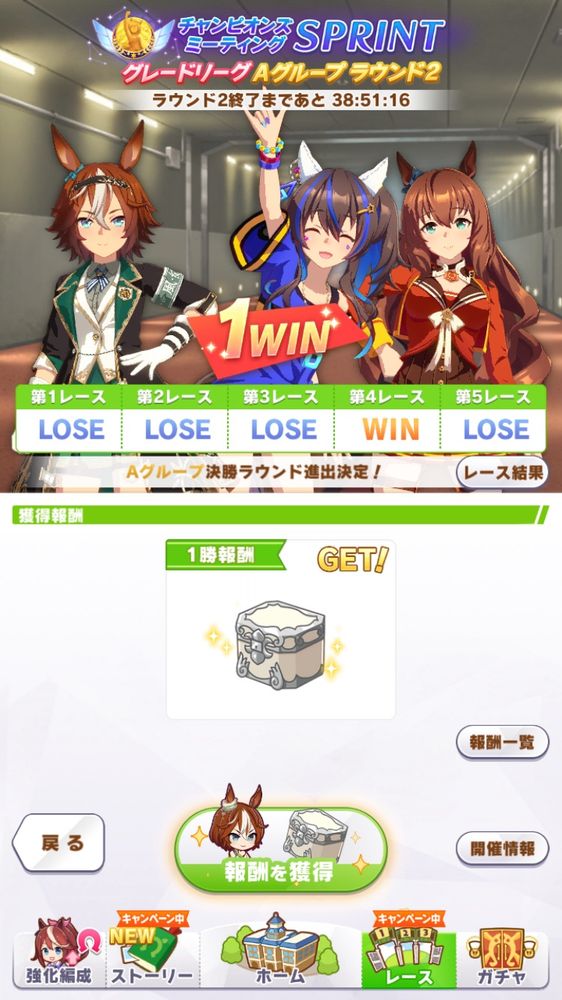 チャンピオンズ
ミーティング SPRINT
グレードリーグ Aグループ ラウンド2
ラウンド2終了まであと 38:51:16
1WIN
第1レース 第2レース 第3レース 第4レース 第5レース
LOSE LOSE LOSE WIN LOSE
Aグループ決勝ラウンド進出決定！
レース結果
獲得報酬
1勝報酬 GET!
報酬一覧
戻る
報酬を獲得
開催情報
キャンペーン中 キャンペーン中
NEW 1 2 3
強化編成 ストーリー ホーム レース ガチャ